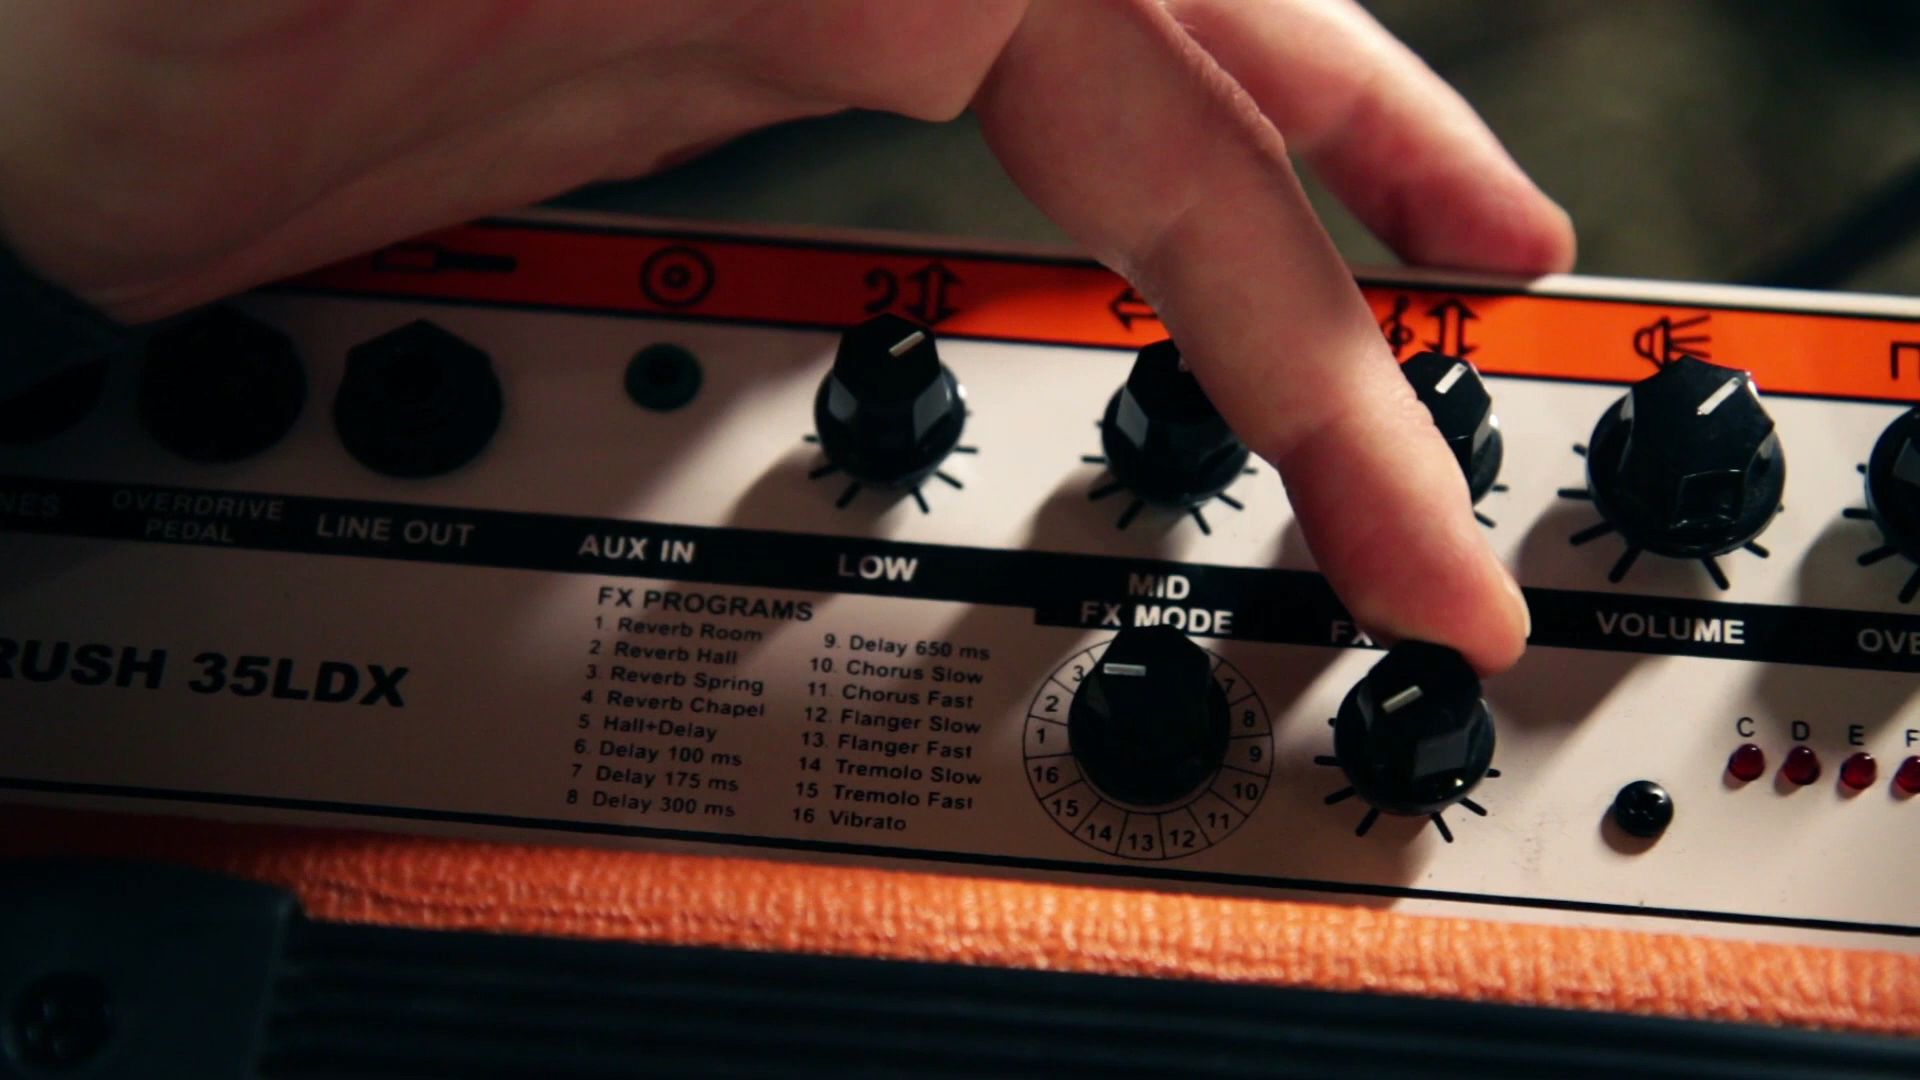 OVERDRIVE
PEDAL
LINE OUT
AUX IN
LOW
MID
FX MODE
FX
VOLUME
RUSH 35LDX
FX PROGRAMS
1. Reverb Room
2. Reverb Hall
3. Reverb Spring
4 Reverb Chapel
5 Hall+Delay
6. Delay 100 ms
7 Delay 175 ms
8 Delay 300 ms
9. Delay 650 ms
10. Chorus Slow
11. Chorus Fast
12. Flanger Slow
13. Flanger Fast
14 Tremolo Slow
15 Tremolo Fast
16 Vibrato
3
2
1
16
15
14
13
12
11
10
9
8
7
C D E F